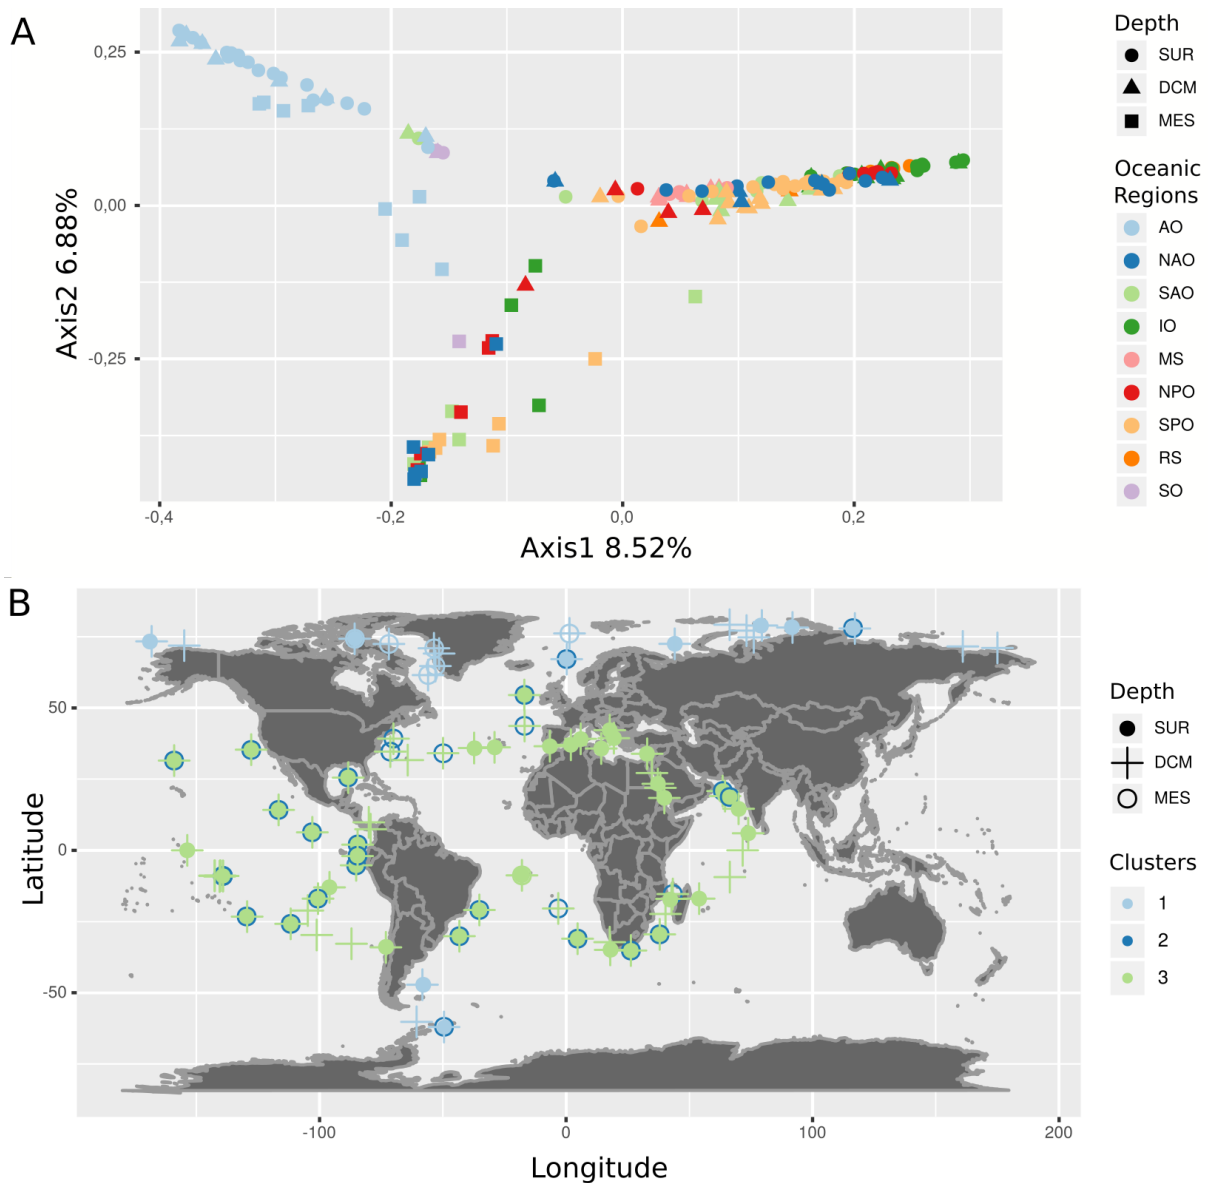 A
0,25
0,00
-0,25
Axis2 6.88%
-0,4
-0,2
0,0
0,2
Axis1 8.52%
Depth
SUR
DCM
MES
Oceanic
Regions
AO
NAO
SAO
IO
MS
NPO
SPO
RS
SO
B
50
0
-50
Latitude
-100
0
100
200
Longitude
Depth
SUR
DCM
MES
Clusters
1
2
3